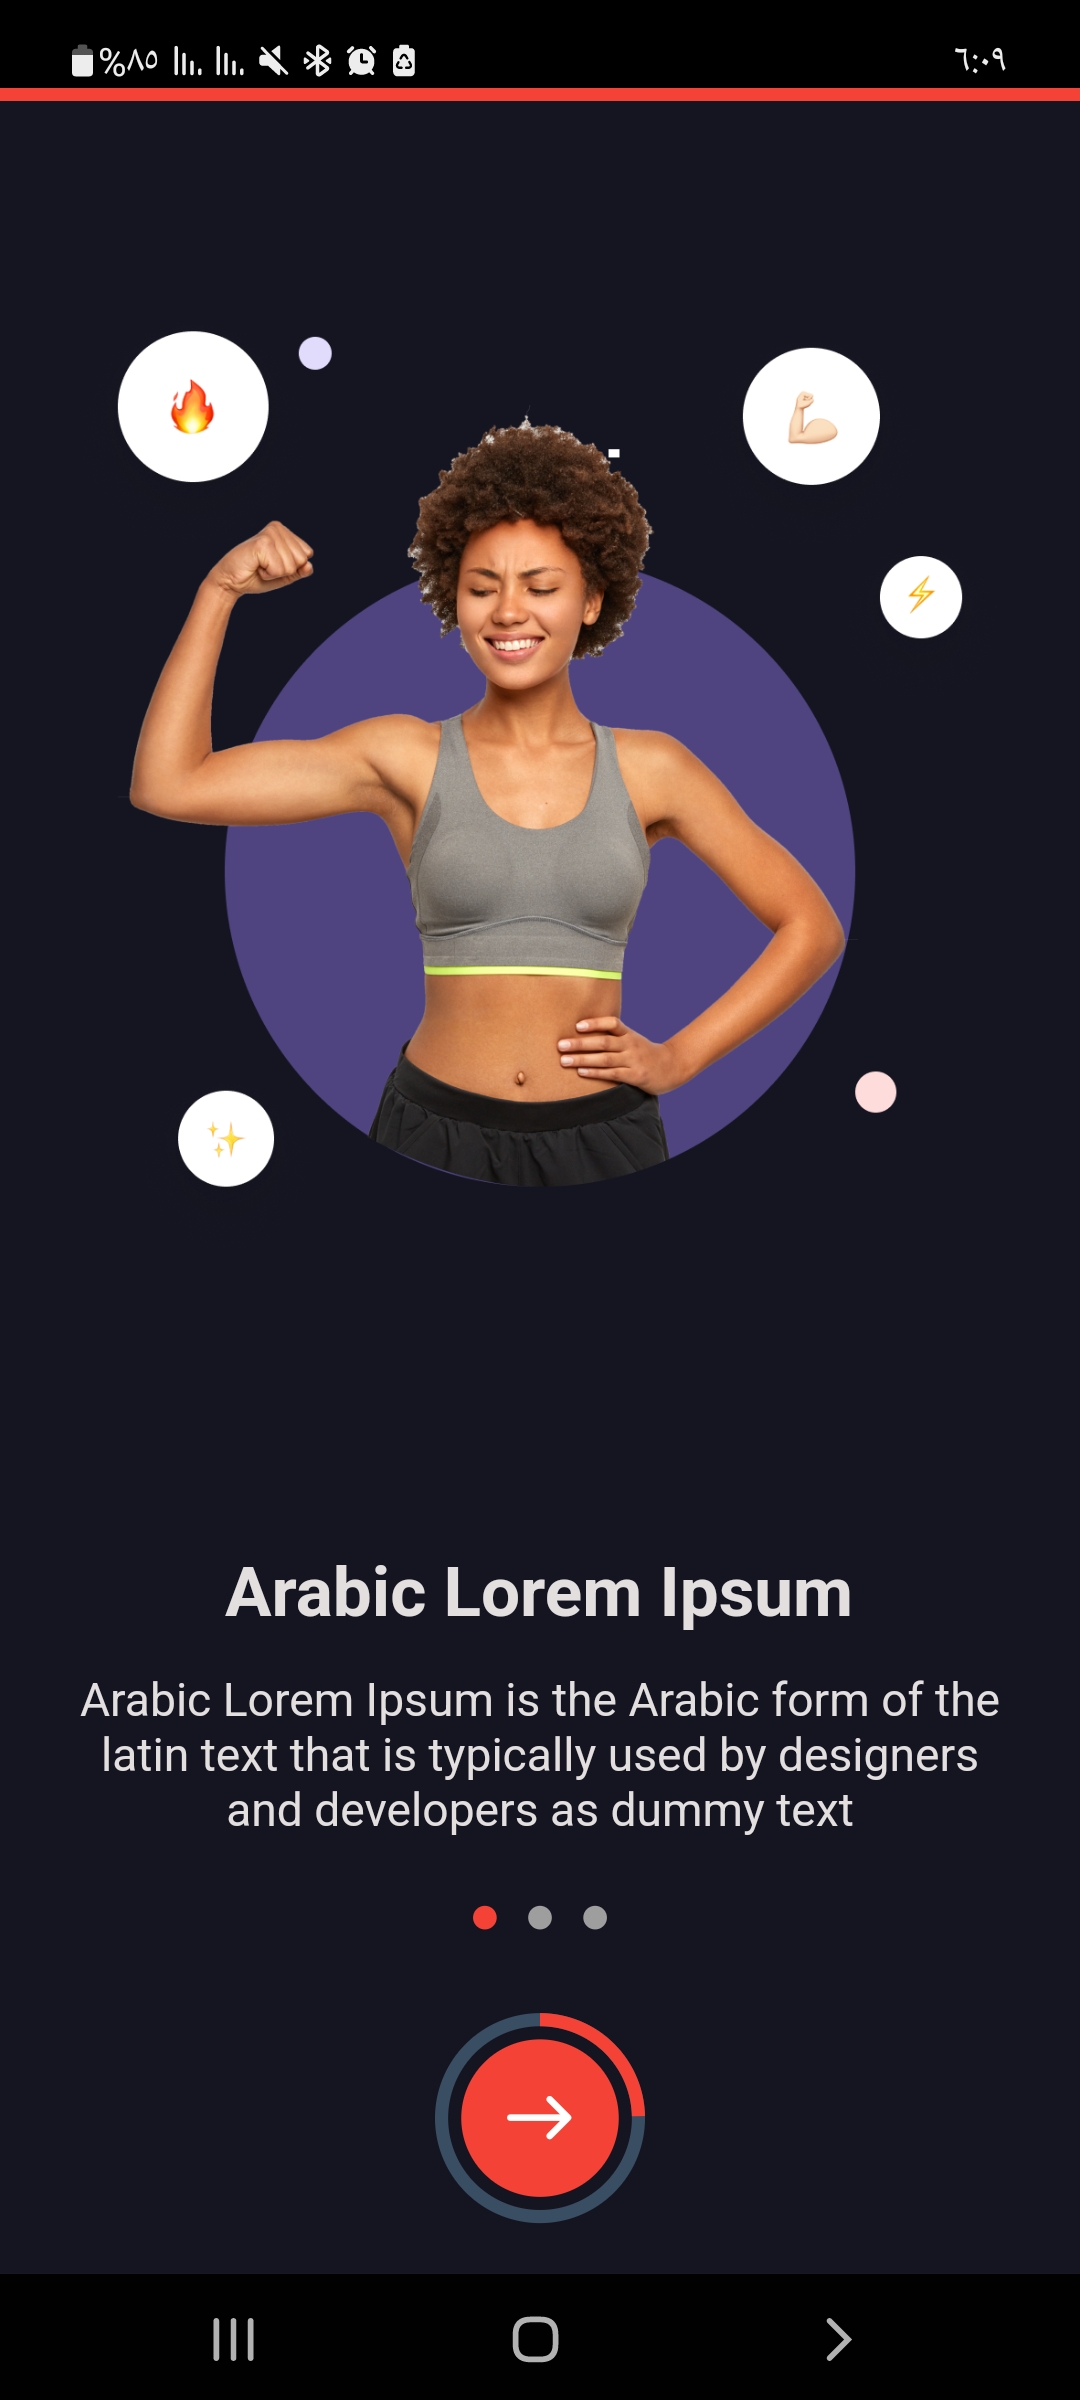 %٨٥
٦:٠٩
Arabic Lorem Ipsum
Arabic Lorem Ipsum is the Arabic form of the
latin text that is typically used by designers
and developers as dummy text